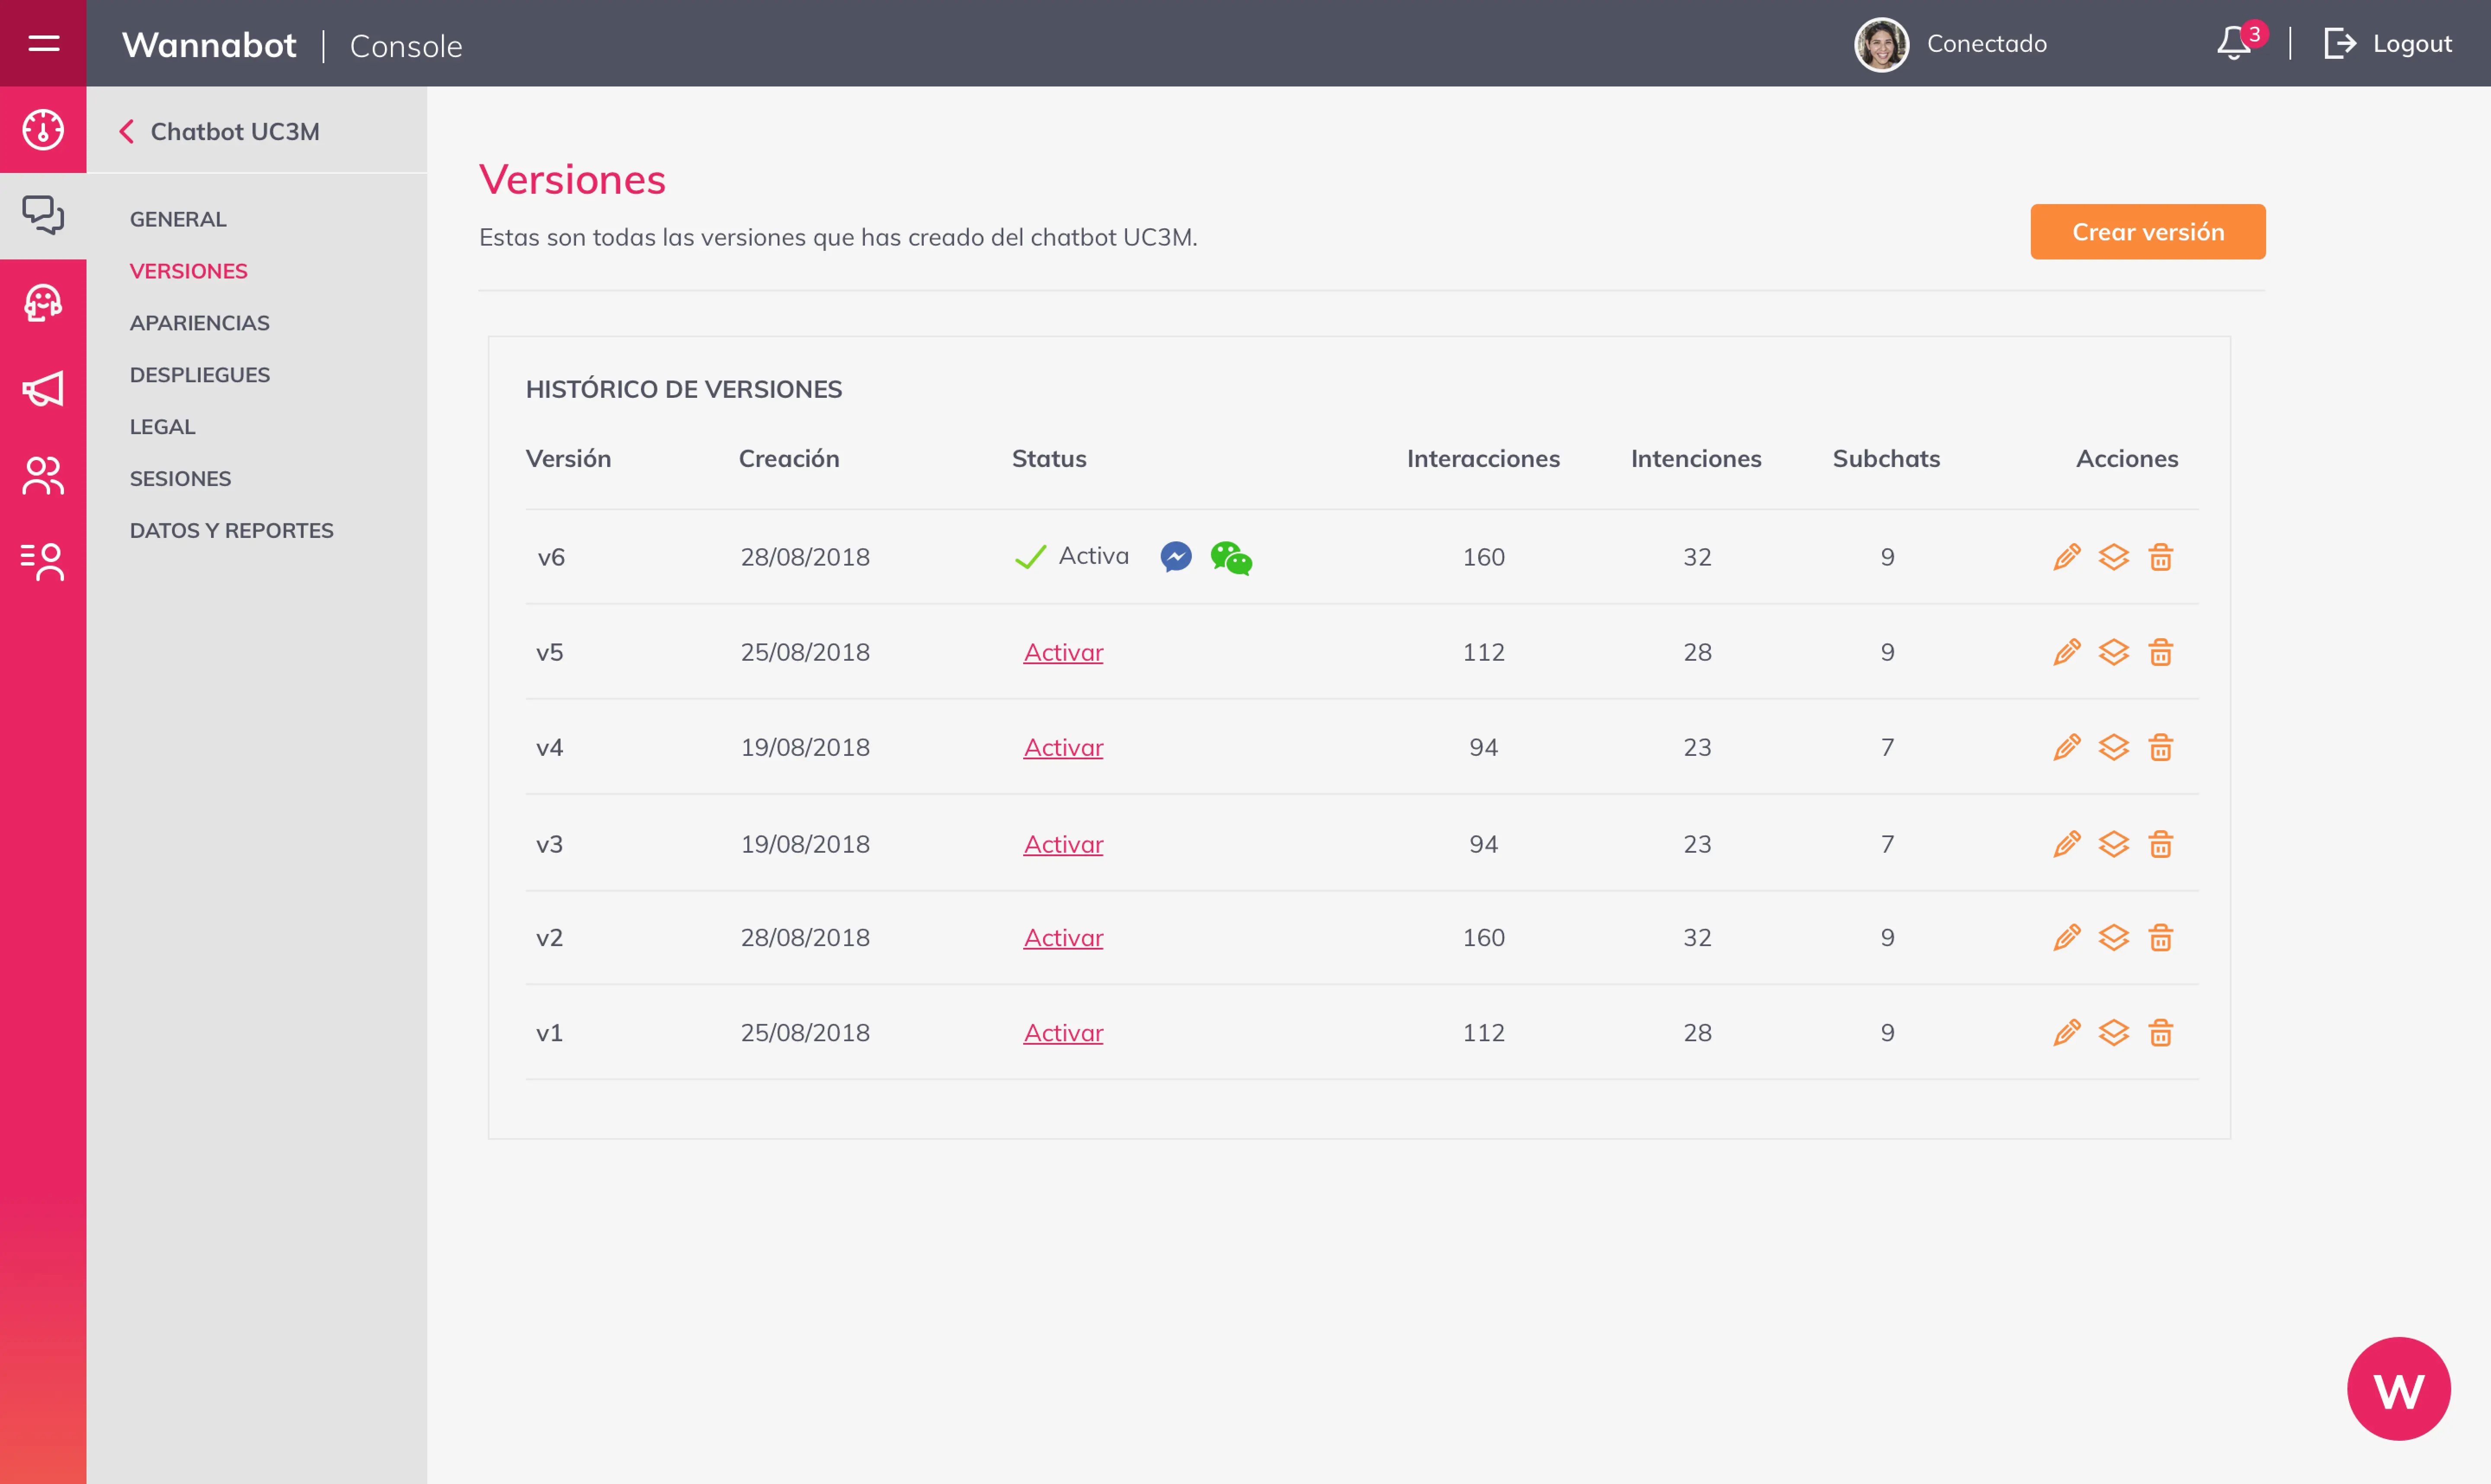 Wannabot | Console
Conectado
3
Logout
Chatbot UC3M
GENERAL
VERSIONES
APARIENCIAS
DESPLIEGUES
LEGAL
SESIONES
DATOS Y REPORTES
Versiones
Estas son todas las versiones que has creado del chatbot UC3M.
Crear versión
HISTÓRICO DE VERSIONES
Versión Creación Status Interacciones Intenciones Subchats Acciones
v6 28/08/2018 Activa 160 32 9
v5 25/08/2018 Activar 112 28 9
v4 19/08/2018 Activar 94 23 7
v3 19/08/2018 Activar 94 23 7
v2 28/08/2018 Activar 160 32 9
v1 25/08/2018 Activar 112 28 9
W